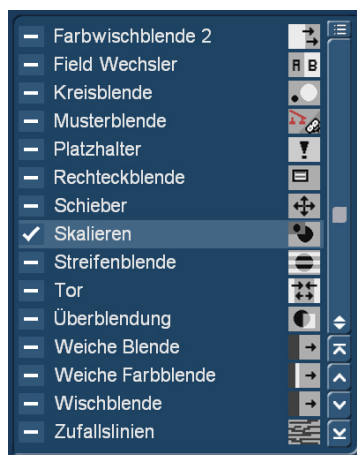 Farbwischblende 2
Field Wechsler
A B
Kreisblende
Musterblende
Platzhalter
Rechteckblende
Schieber
Skalieren
Streifenblende
Tor
Überblendung
Weiche Blende
Weiche Farbblende
Wischblende
Zufallslinien